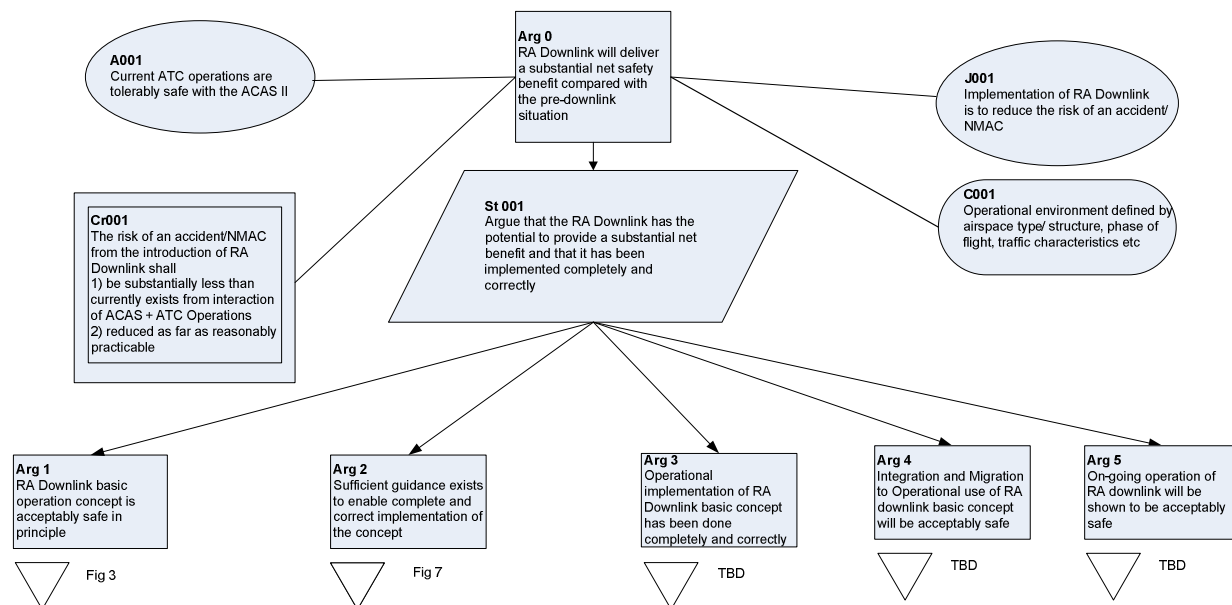 A001
Current ATC operations are
tolerably safe with the ACAS II
Arg 0
RA Downlink will deliver
a substantial net safety
benefit compared with
the pre-downlink
situation
J001
Implementation of RA Downlink
is to reduce the risk of an accident/
NMAC
Cr001
The risk of an accident/NMAC
from the introduction of RA
Downlink shall
1) be substantially less than
currently exists from interaction
of ACAS + ATC Operations
2) reduced as far as reasonably
practicable
St 001
Argue that the RA Downlink has the
potential to provide a substantial net
benefit and that it has been
implemented completely and
correctly
C001
Operational environment defined by
airspace type/ structure, phase of
flight, traffic characteristics etc
Arg 1
RA Downlink basic
operation concept is
acceptably safe in
principle
Fig 3
Arg 2
Sufficient guidance exists
to enable complete and
correct implementation of
the concept
Fig 7
Arg 3
Operational
implementation of RA
Downlink basic concept
has been done
completely and correctly
TBD
Arg 4
Integration and Migration
to Operational use of RA
downlink basic concept
will be acceptably safe
TBD
Arg 5
On-going operation of
RA downlink will be
shown to be acceptably
safe
TBD